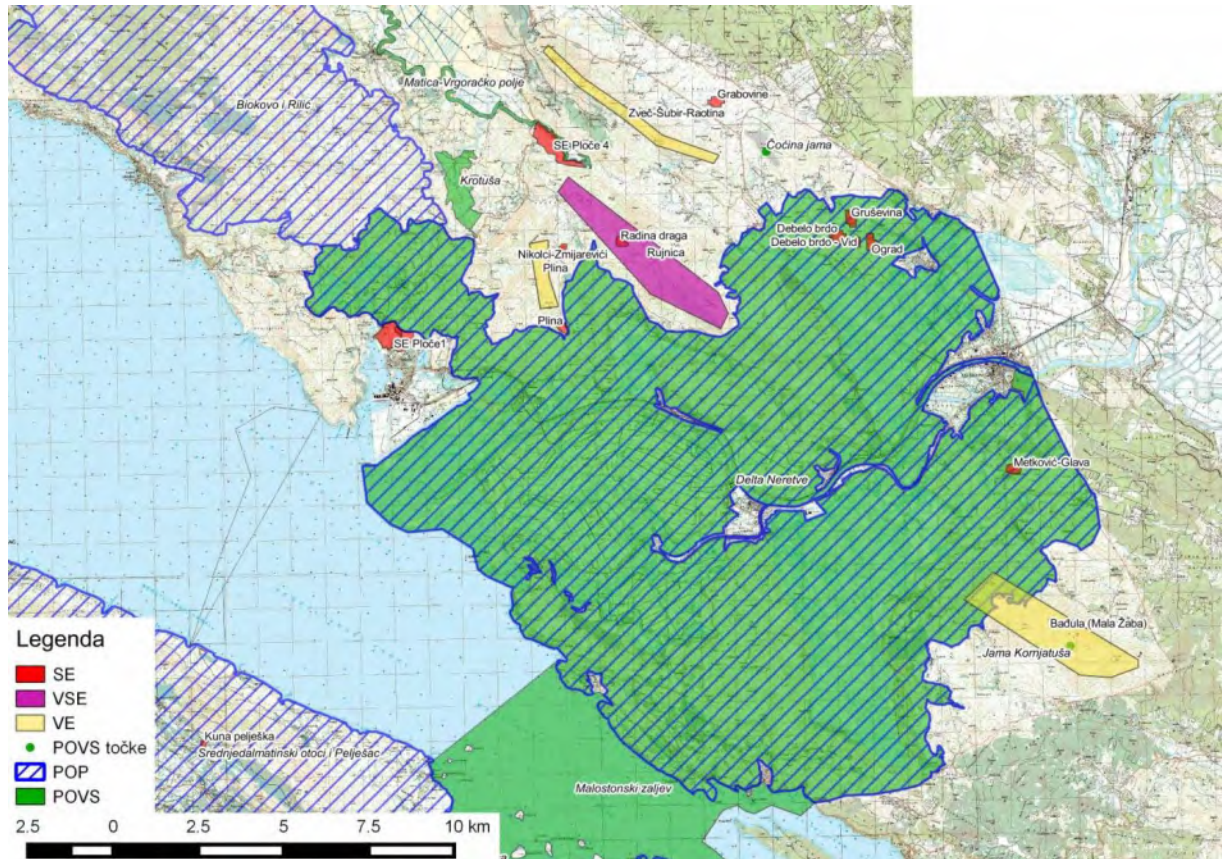 Matica-Vrgoračko polje
Biokovo i Rilić
Grabovine
Zveč-Šubir-Raotina
SE Ploče 4
Čoćina jama
Krotuša
Gruševina
Radina draga
Debelo brdo
Debelo brdo - Vid
Ograd
Nikolci-Zmijarevići
Rujnica
Plina
Plina
SE Ploče1
Metković-Glava
Delta Neretve
Badula (Mala Žaba)
Jama Kornjatuša
Legenda
SE
VSE
VE
POVS točke
POP
POVS
Kuna pelješka
Srednjedalmatinski otoci i Pelješac
Malostonski zaljev
2.5 0 2.5 5 7.5 10 km